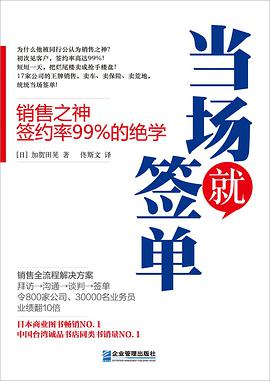 为什么他被同行公认为销售之神?
初次见客户,签约率高达99%!
短短一天,把烂尾楼卖成抢手楼盘!
17家公司的王牌销售,卖车、卖保险、卖荒地,
统统当场签单!
当场就签单
销售之神
签约率99%的绝学
[日] 加贺田晃 著 佟斯文 译
销售全流程解决方案
拜访→沟通→谈判→签单
令800家公司、30000名业务员
业绩翻10倍
日本商业图书畅销NO.1
中国台湾诚品书店同类书销量NO.1
企业管理出版社